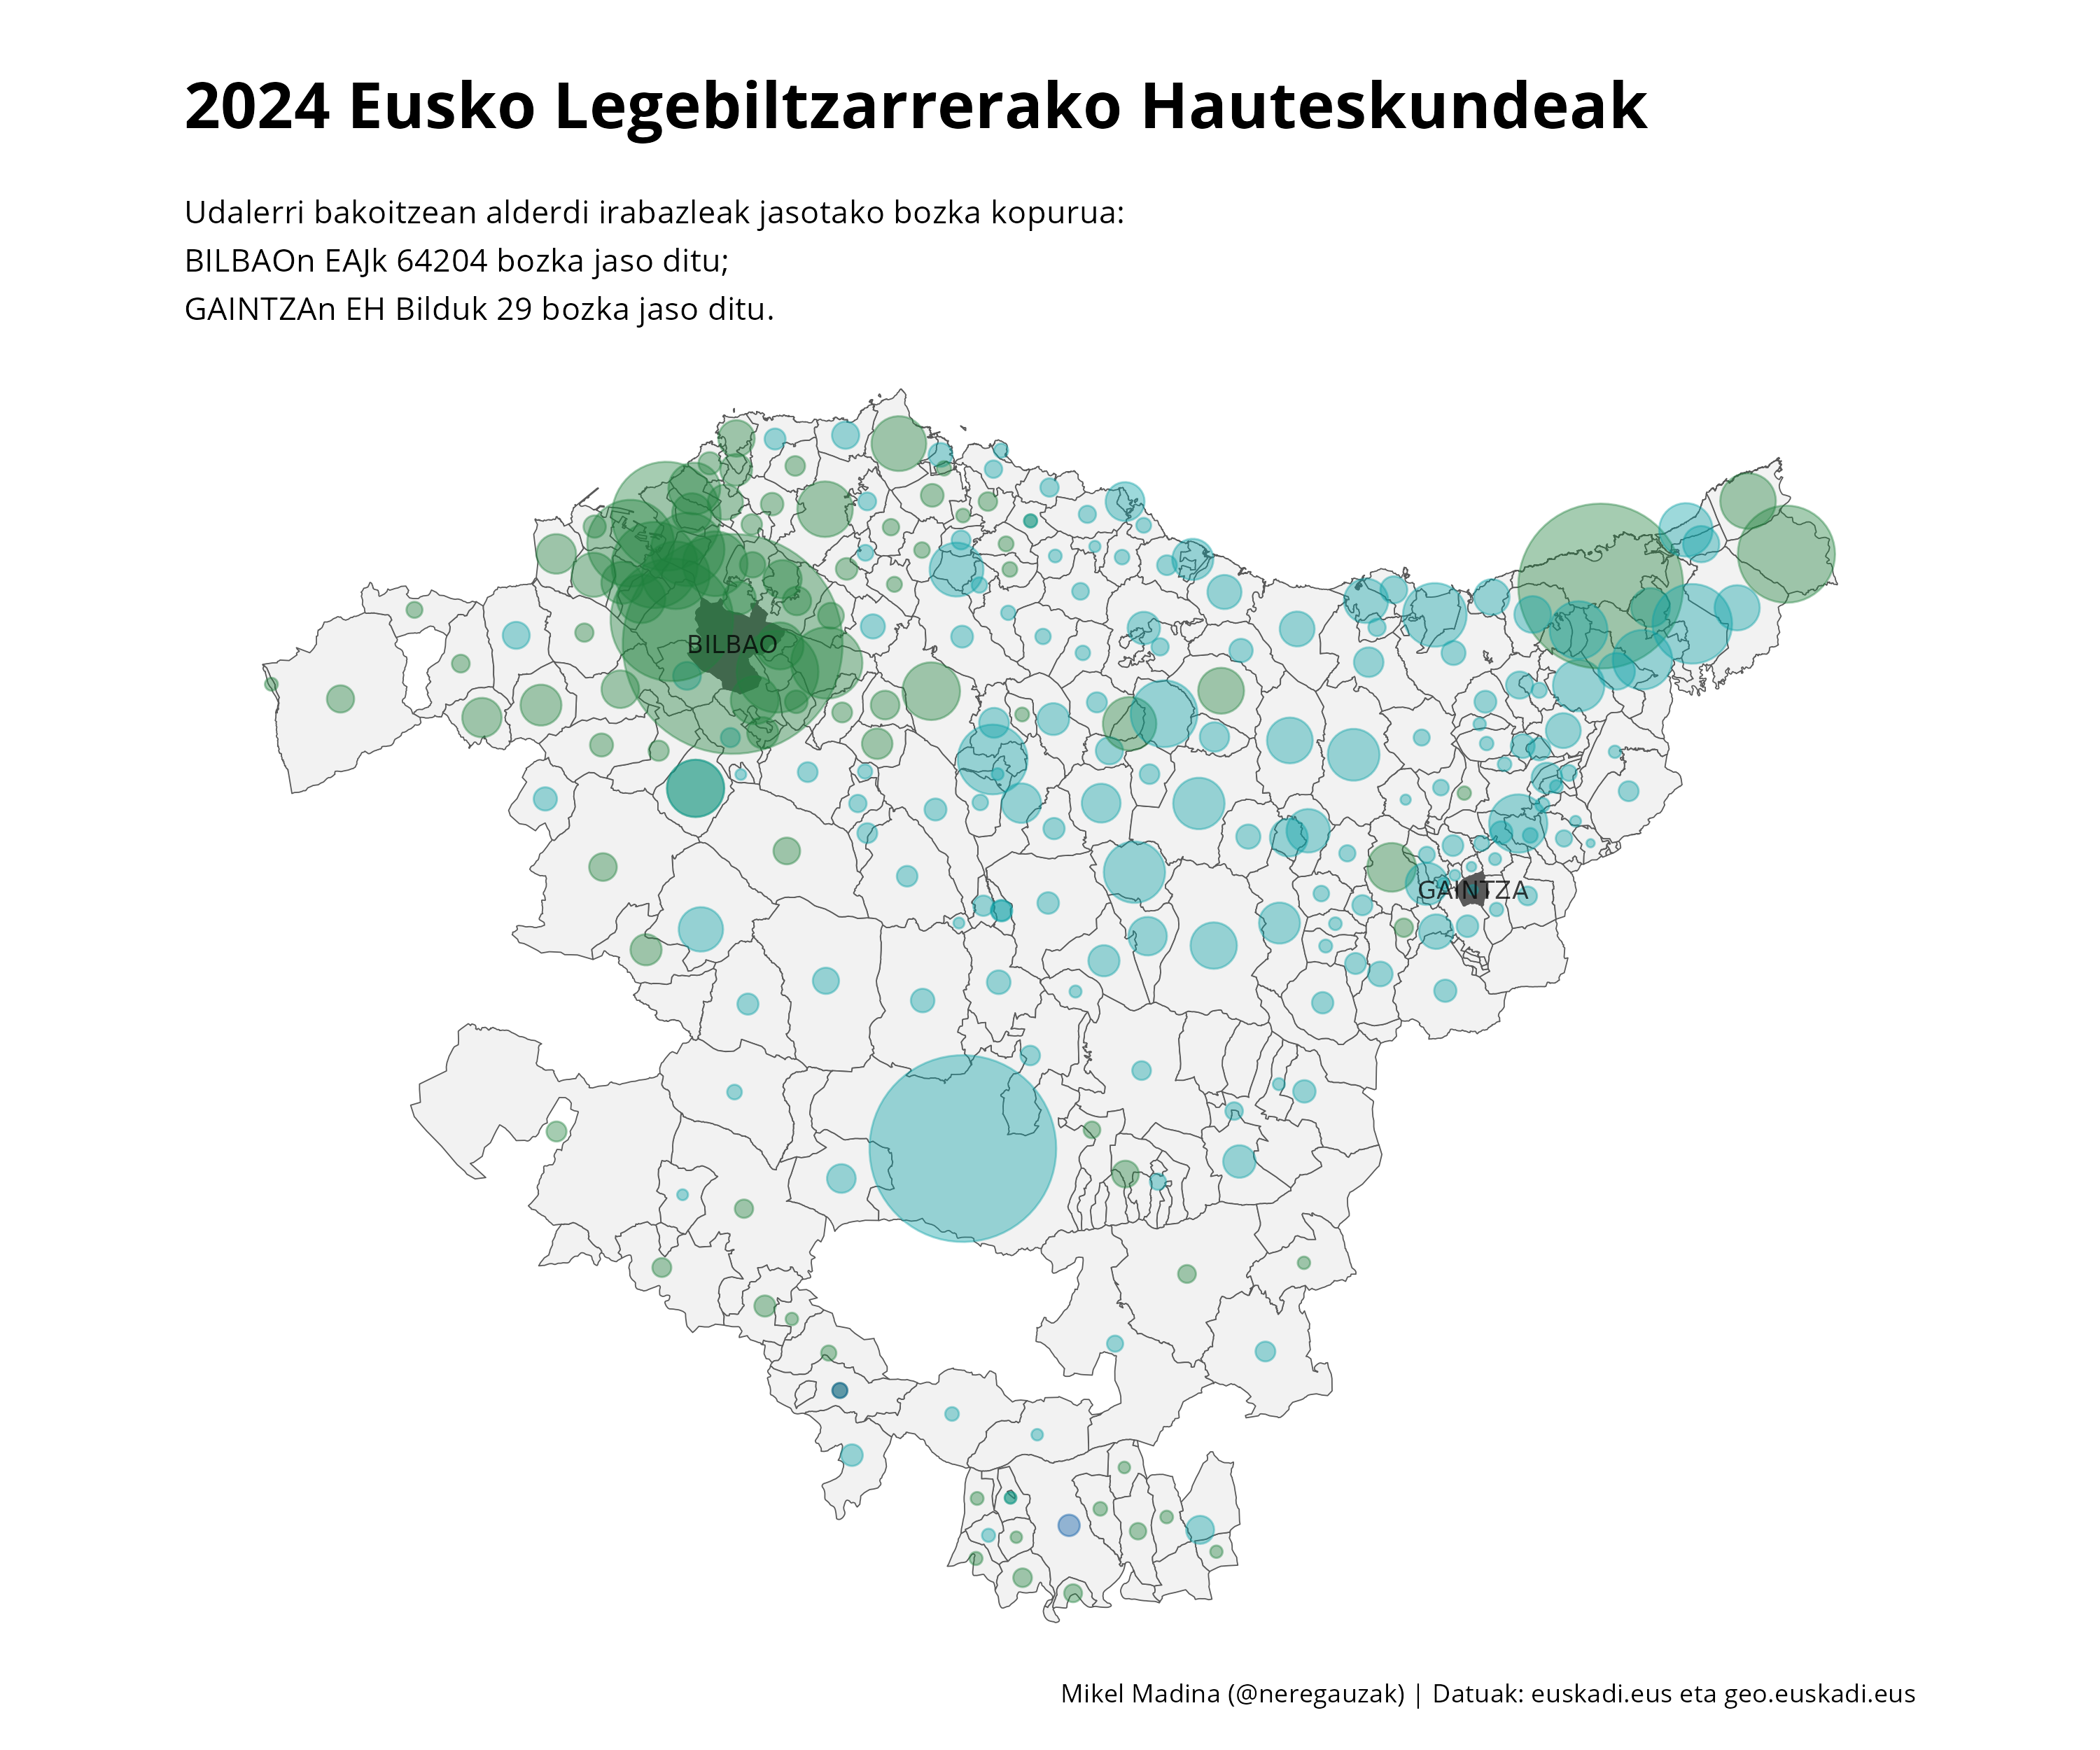 2024 Eusko Legebiltzarrerako Hauteskundeak
Udalerri bakoitzean alderdi irabazleak jasotako bozka kopurua:
BILBAOn EAJk 64204 bozka jaso ditu;
GAINTZAn EH Bilduk 29 bozka jaso ditu.
BILBAO
GAINTZA
Mikel Madina (@neregauzak) | Datuak: euskadi.eus eta geo.euskadi.eus